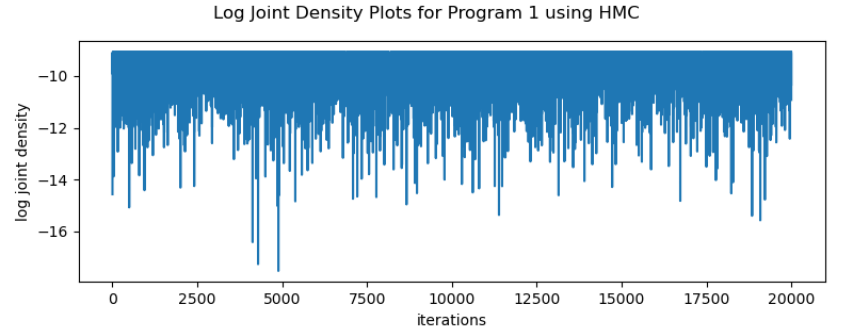 Log Joint Density Plots for Program 1 using HMC
log joint density
−10
−12
−14
−16
0 2500 5000 7500 10000 12500 15000 17500 20000
iterations